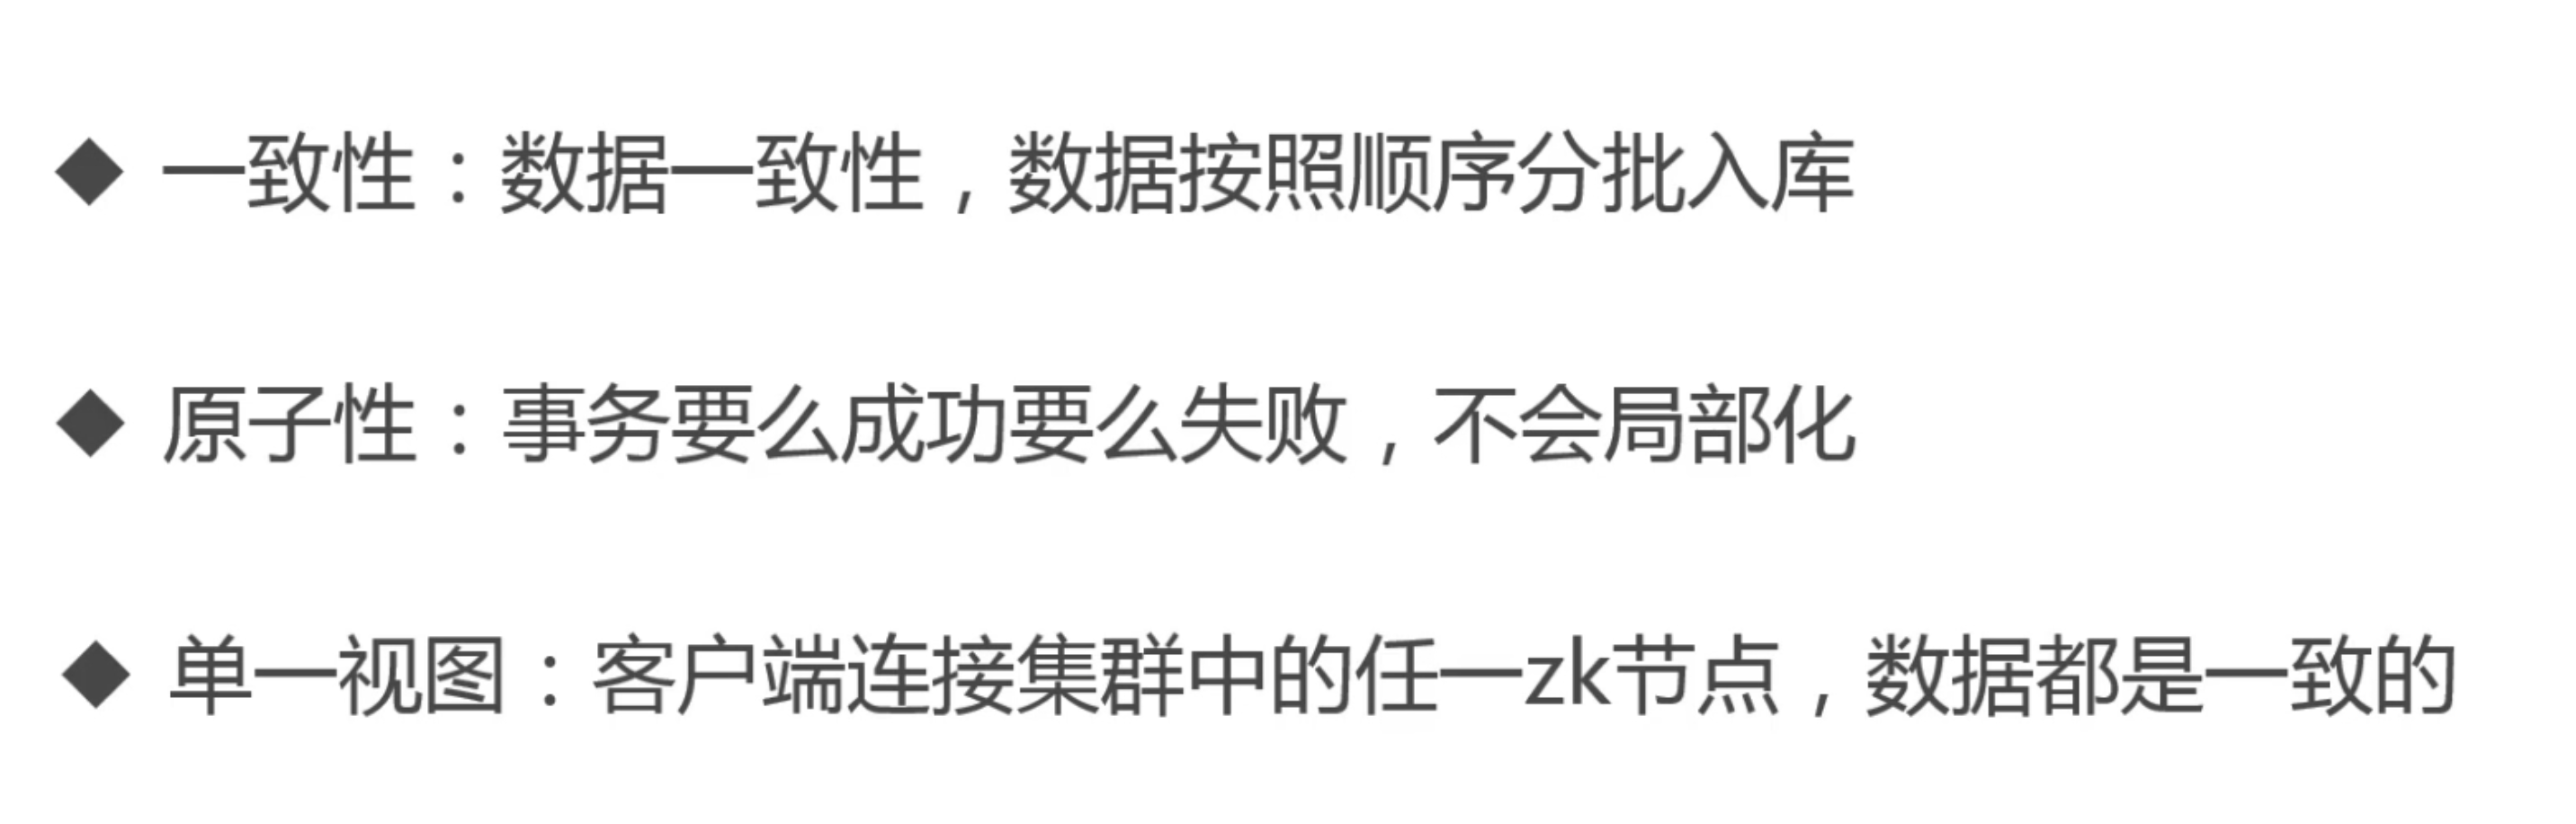 ◆ 一致性：数据一致性，数据按照顺序分批入库
◆ 原子性：事务要么成功要么失败，不会局部化
◆ 单一视图：客户端连接集群中的任一zk节点，数据都是一致的